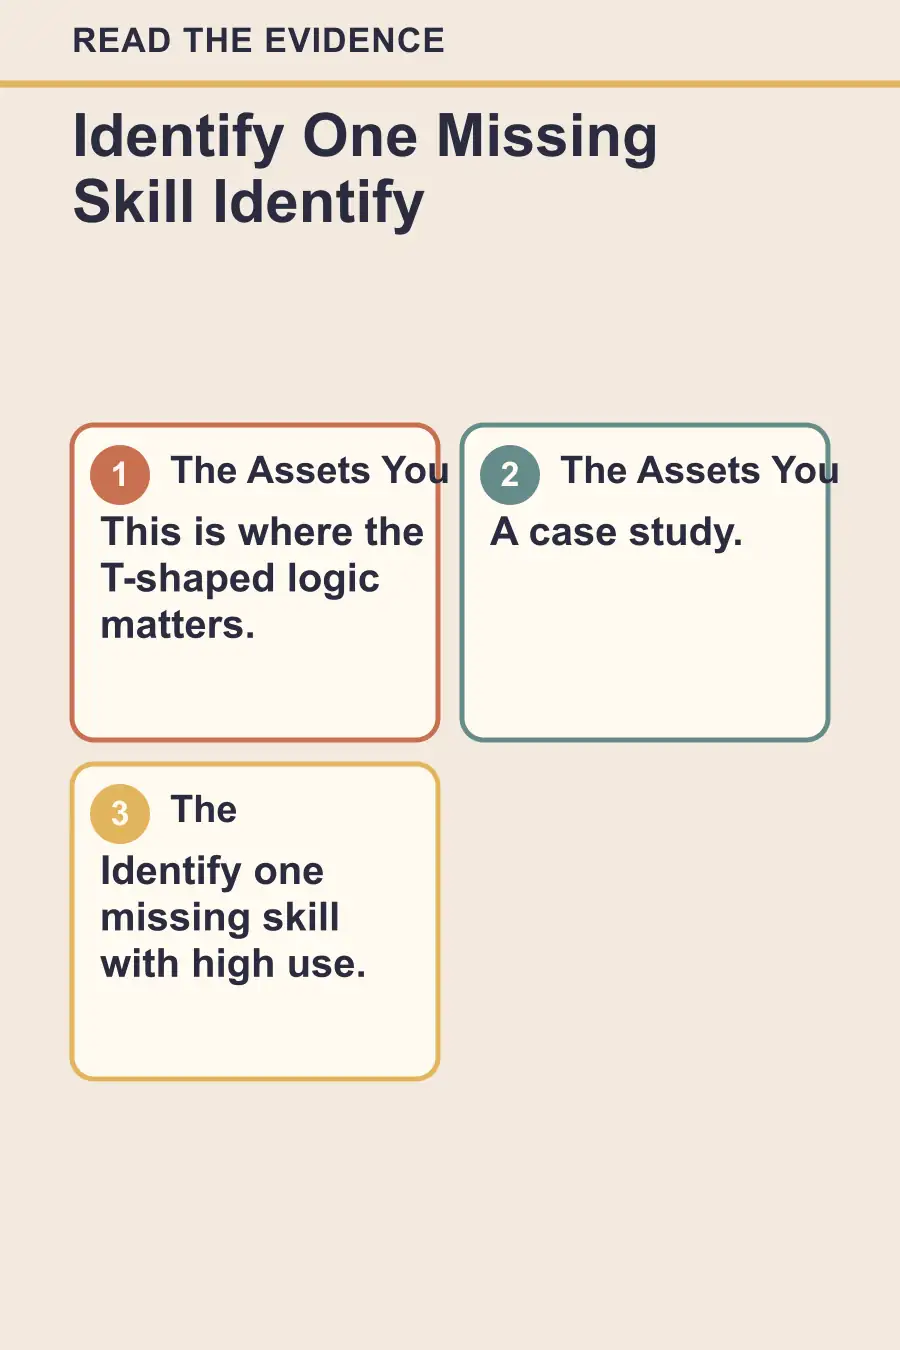 READ THE EVIDENCE
Identify One Missing
Skill Identify
1 The Assets You
This is where the
T-shaped logic
matters.
2 The Assets You
A case study.
3 The
Identify one
missing skill
with high use.